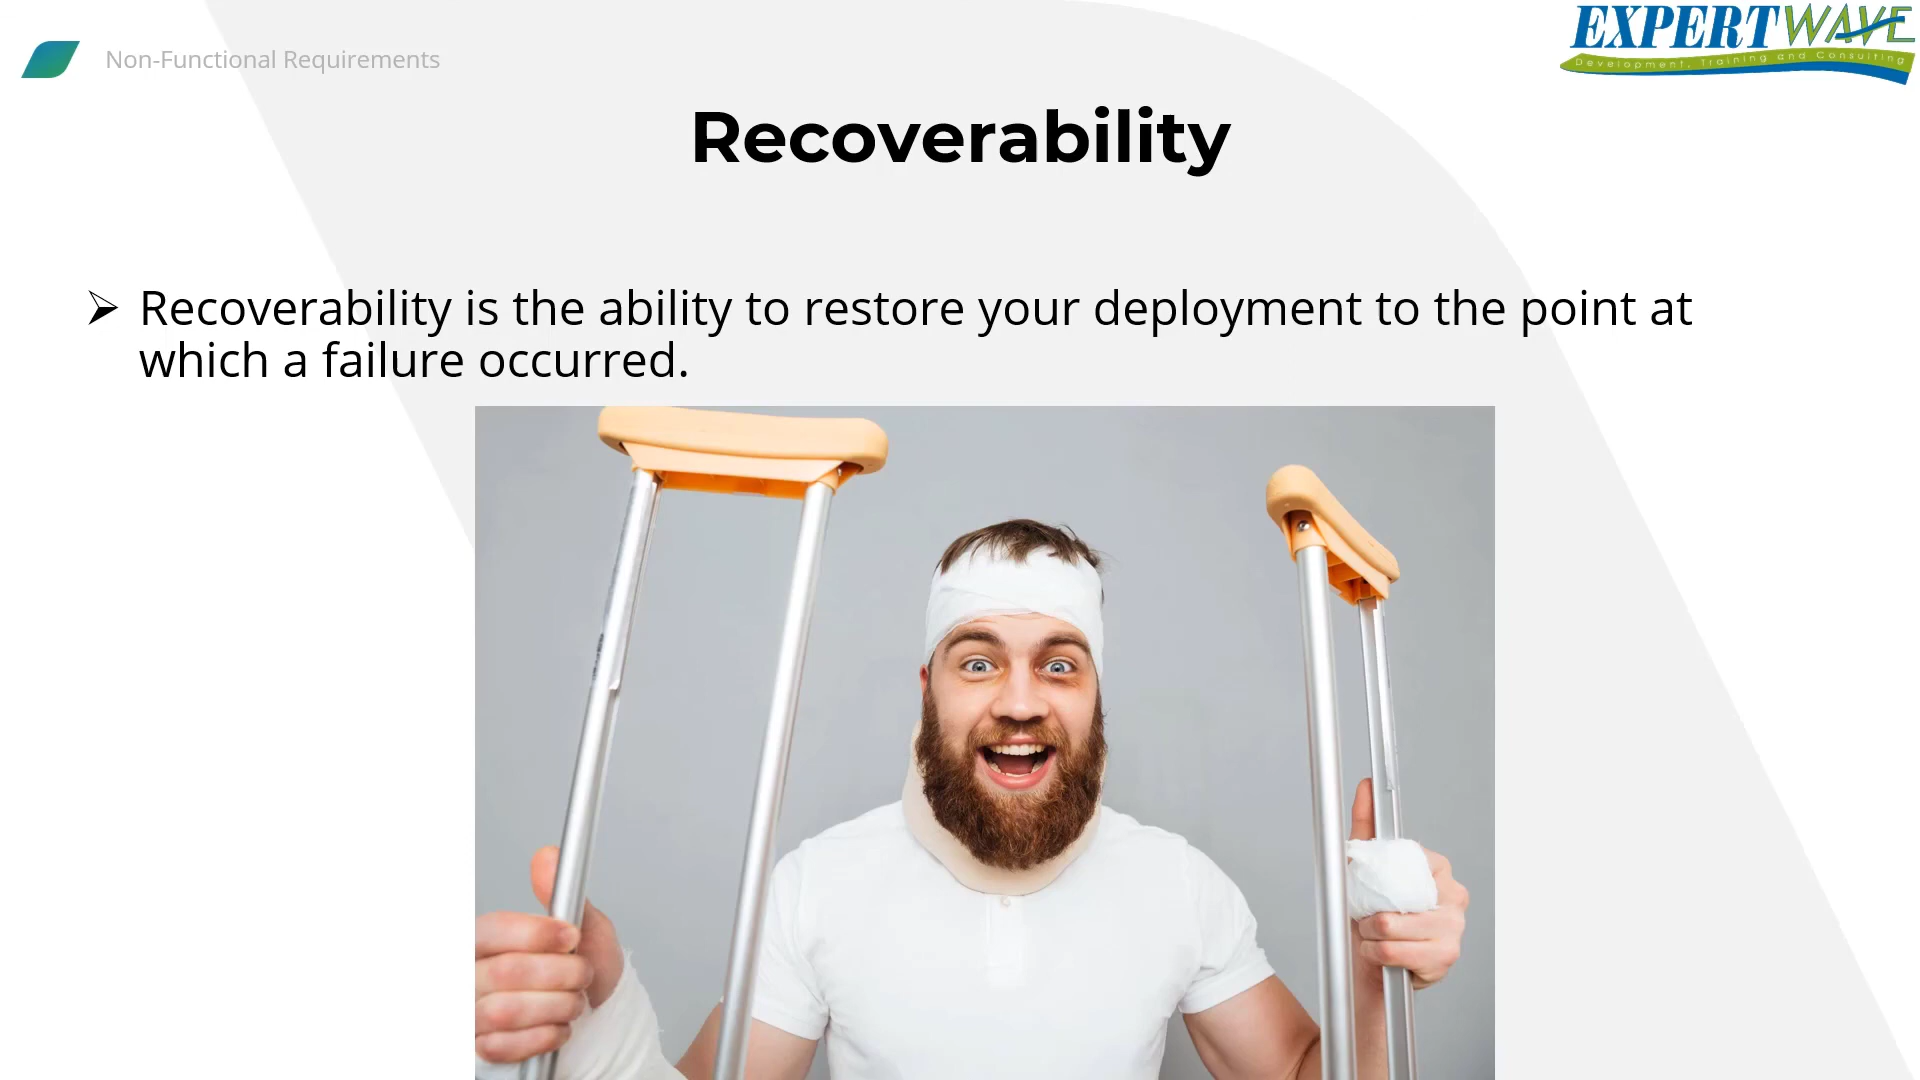 Non-Functional Requirements
EXPERTWAVE
Development, Training and Consulting
Recoverability
➢ Recoverability is the ability to restore your deployment to the point at
which a failure occurred.